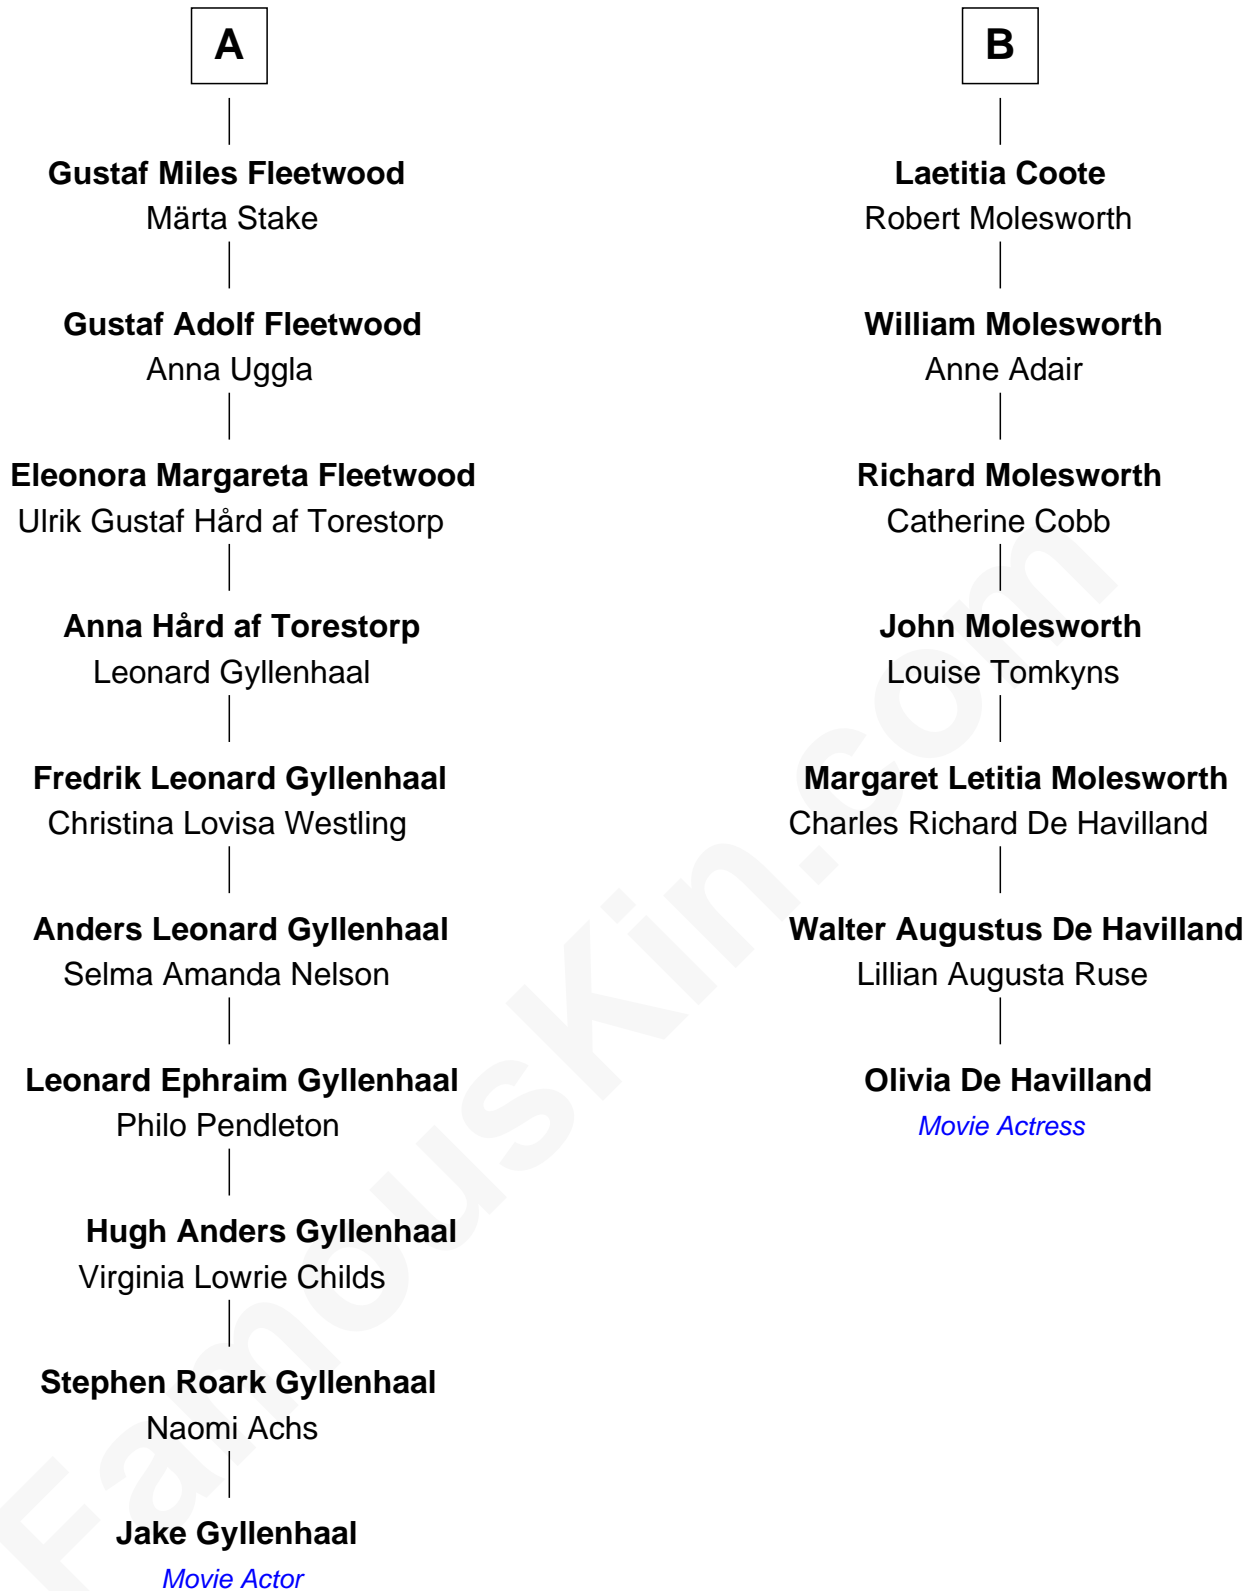 A
Gustaf Miles Fleetwood
Märta Stake
Gustaf Adolf Fleetwood
Anna Uggla
Eleonora Margareta Fleetwood
Ulrik Gustaf Hård af Torestorp
Anna Hård af Torestorp
Leonard Gyllenhaal
Fredrik Leonard Gyllenhaal
Christina Lovisa Westling
Anders Leonard Gyllenhaal
Selma Amanda Nelson
Leonard Ephraim Gyllenhaal
Philo Pendleton
Hugh Anders Gyllenhaal
Virginia Lowrie Childs
Stephen Roark Gyllenhaal
Naomi Achs
Jake Gyllenhaal
Movie Actor
B
Laetitia Coote
Robert Molesworth
William Molesworth
Anne Adair
Richard Molesworth
Catherine Cobb
John Molesworth
Louise Tomkyns
Margaret Letitia Molesworth
Charles Richard De Havilland
Walter Augustus De Havilland
Lillian Augusta Ruse
Olivia De Havilland
Movie Actress
FamousKin.com